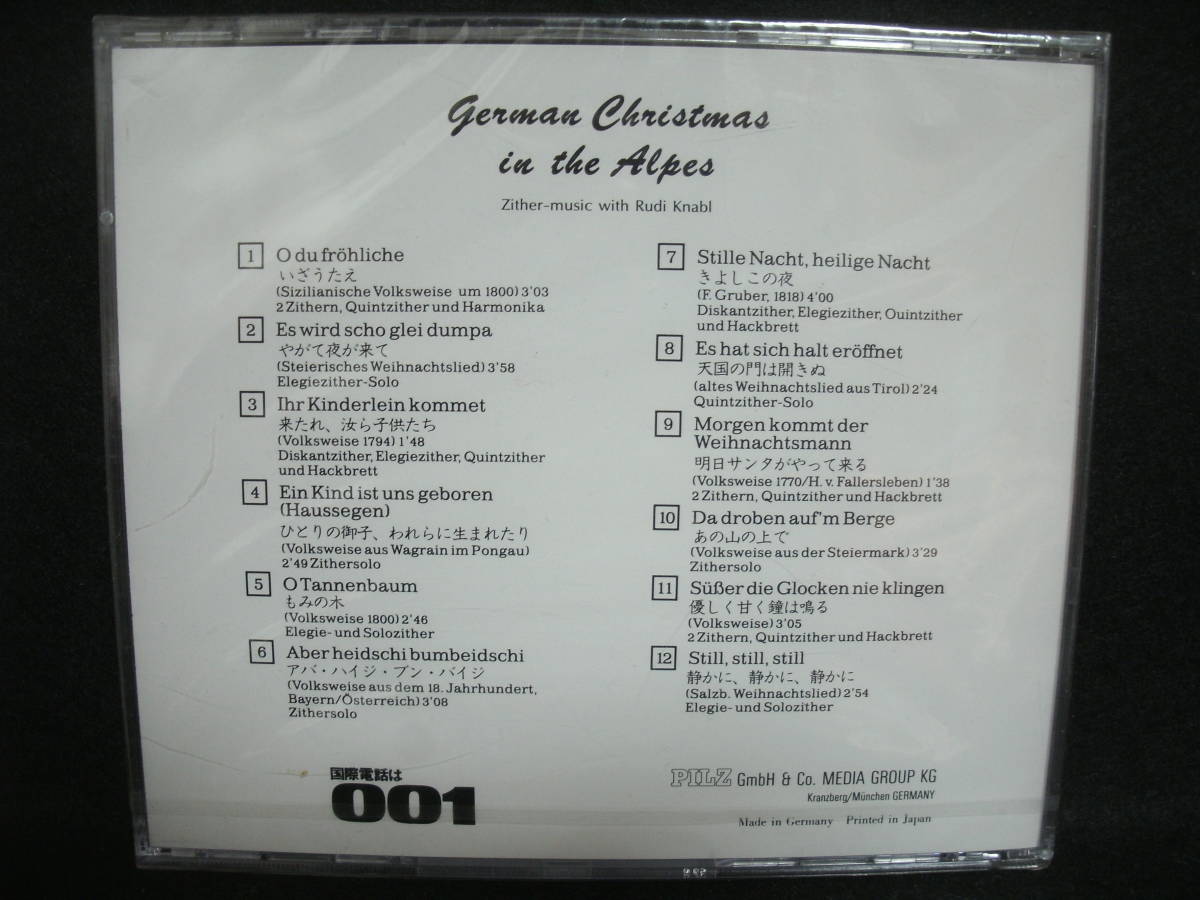 German Christmas
in the Alpes
Zither-music with Rudi Knabl
1 O du fröhliche
いざうたえ
(Sizilianische Volksweise um 1800) 3'03
2 Zithern, Quintzither und Harmonika
2 Es wird scho glei dumpa
やがて夜が来て
(Steierisches Weihnachtslied) 3'58
Elegiezither-Solo
3 Ihr Kinderlein kommet
来たれ、汝ら子供たち
(Volksweise 1794) 1'48
Diskantzither, Elegiezither, Quintzither
und Hackbrett
4 Ein Kind ist uns geboren
(Haussegen)
ひとりの御子、われらに生まれたり
(Volksweise aus Wagrain im Pongau)
2'49 Zithersolo
5 O Tannenbaum
もみの木
(Volksweise 1800) 2'46
Elegie- und Solozither
6 Aber heidschi bumbeidschi
アバ・ハイジ・ブン・バイジ
(Volksweise aus dem 18. Jahrhundert,
Bayern/Österreich) 3'08
Zithersolo
7 Stille Nacht, heilige Nacht
きよしこの夜
(F. Gruber, 1818) 4'00
Diskantzither, Elegiezither, Ouintzither
und Hackbrett
8 Es hat sich halt eröffnet
天国の門は開きぬ
(altes Weihnachtslied aus Tirol) 2'24
Quintzither-Solo
9 Morgen kommt der
Weihnachtsmann
明日サンタがやって来る
(Volksweise 1770/H. v. Fallersleben) 1'38
2 Zithern, Quintzither und Hackbrett
10 Da droben auf'm Berge
あの山の上で
(Volksweise aus der Steiermark) 3'29
Zithersolo
11 Süßer die Glocken nie klingen
優しく甘く鐘は鳴る
(Volksweise) 3'05
2 Zithern, Quintzither und Hackbrett
12 Still, still, still
静かに、静かに、静かに
(Salzb. Weihnachtslied) 2'54
Elegie- und Solozither
国際電話は
001
PILZ GmbH & Co. MEDIA GROUP KG
Kranzberg/München GERMANY
Made in Germany Printed in Japan